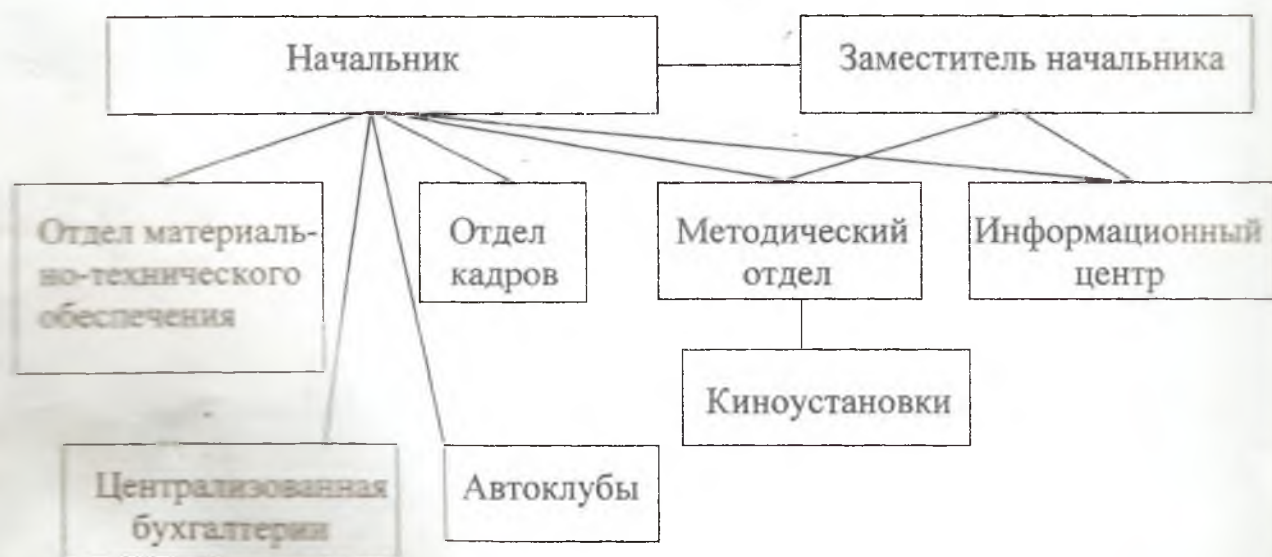 Начальник
Заместитель начальника
Отдел материаль-
но-технического
обеспечения
Отдел
кадров
Методический
отдел
Информационный
центр
Киноустановки
Централизованная
бухгалтерии
Автоклубы